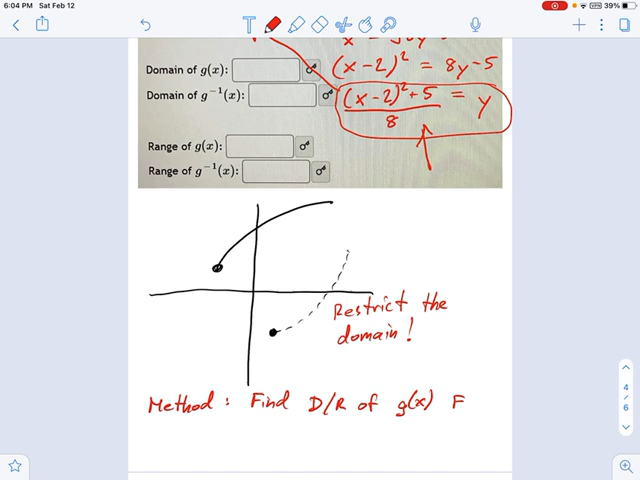 6:04 PM Sat Feb 12
39%
(x-2)² = 8y-5
Domain of g(x):
Domain of g⁻¹(x):
(x-2)²+5 = y
8
Range of g(x):
Range of g⁻¹(x):
Restrict the
domain!
Method: Find D/R of g(x) F
4
6